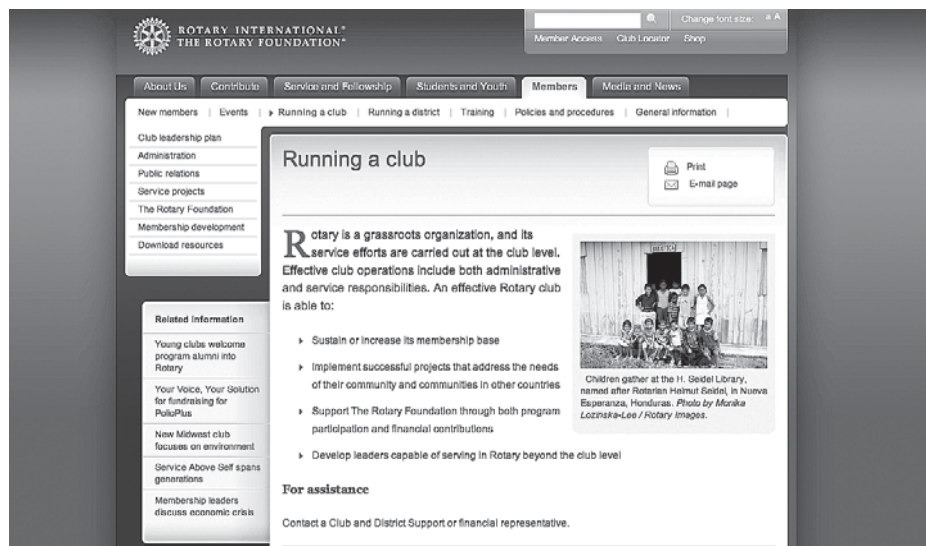 ROTARY INTERNATIONAL®
THE ROTARY FOUNDATION®
Change font size: a A
Member Access Club Locator Shop
About Us Contribute Service and Fellowship Students and Youth Members Media and News
New members | Events | Running a club | Running a district | Training | Policies and procedures | General information |
Club leadership plan
Administration
Public relations
Service projects
The Rotary Foundation
Membership development
Download resources
Related Information
Young clubs welcome
program alumni into
Rotary
Your Voice, Your Solution
for fundraising for
PolioPlus
New Midwest club
focuses on environment
Service Above Self spans
generations
Membership leaders
discuss economic crisis
Running a club
Print
E-mail page
Rotary is a grassroots organization, and its
service efforts are carried out at the club level.
Effective club operations include both administrative
and service responsibilities. An effective Rotary club
is able to:
Sustain or increase its membership base
Implement successful projects that address the needs
of their community and communities in other countries
Support The Rotary Foundation through both program
participation and financial contributions
Develop leaders capable of serving in Rotary beyond the club level
Children gather at the H. Seidel Library,
named after Rotarian Helmut Seidel, in Nueva
Esperanza, Honduras. Photo by Monika
Lozinska-Lee / Rotary Images.
For assistance
Contact a Club and District Support or financial representative.